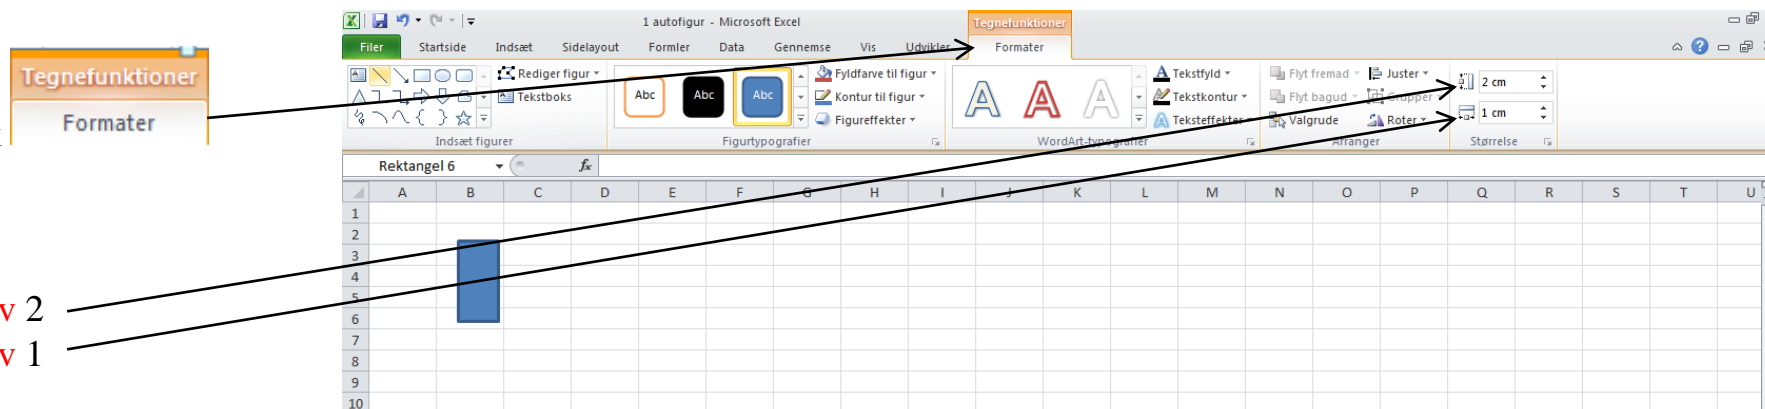 1 autofigur - Microsoft Excel
Tegnefunktioner
Filer Startside Indsæt Sidelayout Formler Data Gennemse Vis Udvikler Formater
Tegnefunktioner
Formater
Rediger figur
Tekstboks
Indsæt figurer
Abc Abc Abc
Fyldfarve til figur
Kontur til figur
Figureffekter
Figurtypografier
A A A
Tekstfyld
Tekstkontur
Teksteffekter
WordArt-typografier
Flyt fremad
Flyt bagud
Valgrude
Juster
Grupper
Roter
Arranger
2 cm
1 cm
Størrelse
Rektangel 6 fx
A B C D E F G H I J K L M N O P Q R S T U
1
2
3
4
5
6
7
8
9
10
v 2
v 1